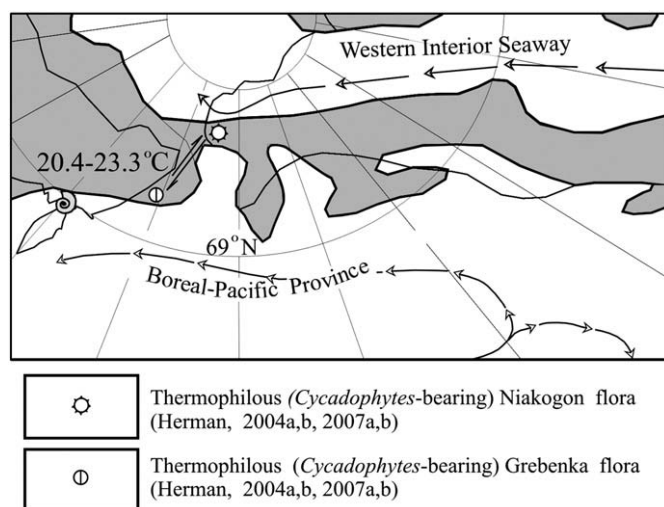 Western Interior Seaway
20.4-23.3°C
69°N
Boreal-Pacific Province
Thermophilous (Cycadophytes-bearing) Niakogon flora
(Herman, 2004a,b, 2007a,b)
Thermophilous (Cycadophytes-bearing) Grebenka flora
(Herman, 2004a,b, 2007a,b)